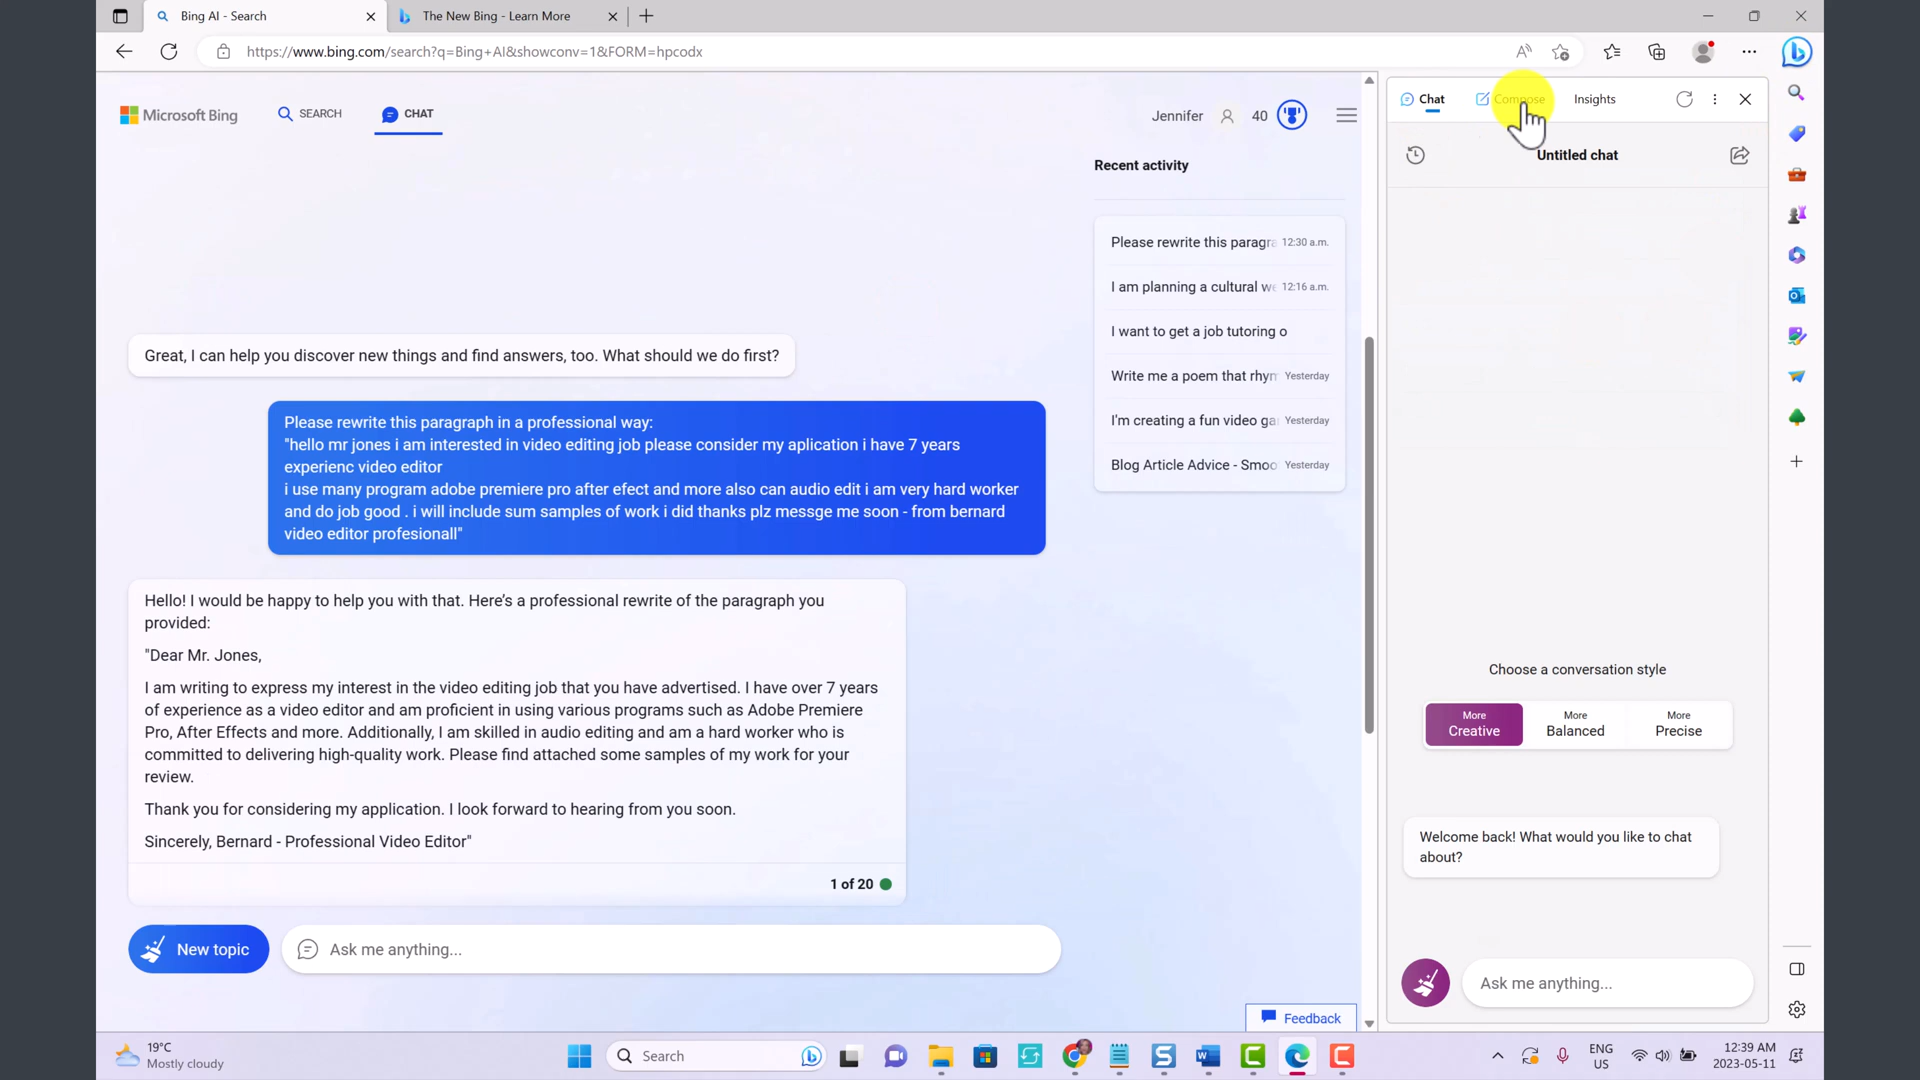 Bing AI - Search
The New Bing - Learn More
https://www.bing.com/search?q=Bing+AI&showconv=1&FORM=hpcodx
Microsoft Bing
SEARCH
CHAT
Jennifer
40
Recent activity
Please rewrite this paragra 12:30 a.m.
I am planning a cultural we 12:16 a.m.
I want to get a job tutoring o
Write me a poem that rhym Yesterday
I'm creating a fun video ga Yesterday
Blog Article Advice - Smoo Yesterday
Great, I can help you discover new things and find answers, too. What should we do first?
Please rewrite this paragraph in a professional way:
"hello mr jones i am interested in video editing job please consider my aplication i have 7 years
experienc video editor
i use many program adobe premiere pro after efect and more also can audio edit i am very hard worker
and do job good . i will include sum samples of work i did thanks plz messge me soon - from bernard
video editor profesionall"
Hello! I would be happy to help you with that. Here's a professional rewrite of the paragraph you
provided:
"Dear Mr. Jones,
I am writing to express my interest in the video editing job that you have advertised. I have over 7 years
of experience as a video editor and am proficient in using various programs such as Adobe Premiere
Pro, After Effects and more. Additionally, I am skilled in audio editing and am a hard worker who is
committed to delivering high-quality work. Please find attached some samples of my work for your
review.
Thank you for considering my application. I look forward to hearing from you soon.
Sincerely, Bernard - Professional Video Editor"
1 of 20
New topic
Ask me anything...
Feedback
Chat
Compose
Insights
Untitled chat
Choose a conversation style
More Creative
More Balanced
More Precise
Welcome back! What would you like to chat
about?
Ask me anything...
19°C
Mostly cloudy
Search
ENG
US
12:39 AM
2023-05-11